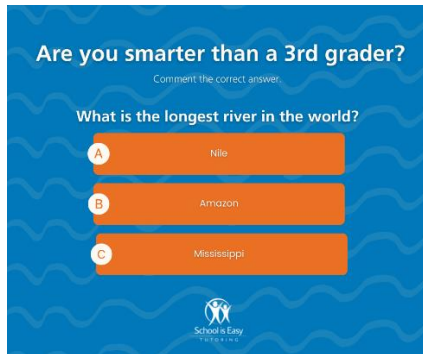 Are you smarter than a 3rd grader?
Comment the correct answer.
What is the longest river in the world?
A Nile
B Amazon
C Mississippi
School is Easy
TUTORING